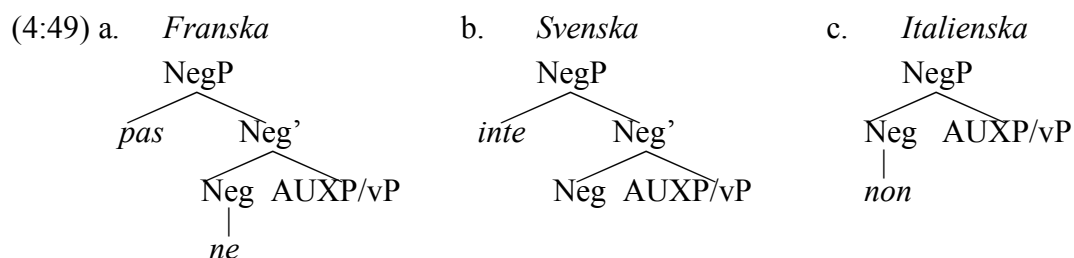 (4:49) a. Franska b. Svenska c. Italienska
NegP NegP NegP
pas Neg’ inte Neg’ Neg AUXP/vP
Neg AUXP/vP Neg AUXP/vP non
ne